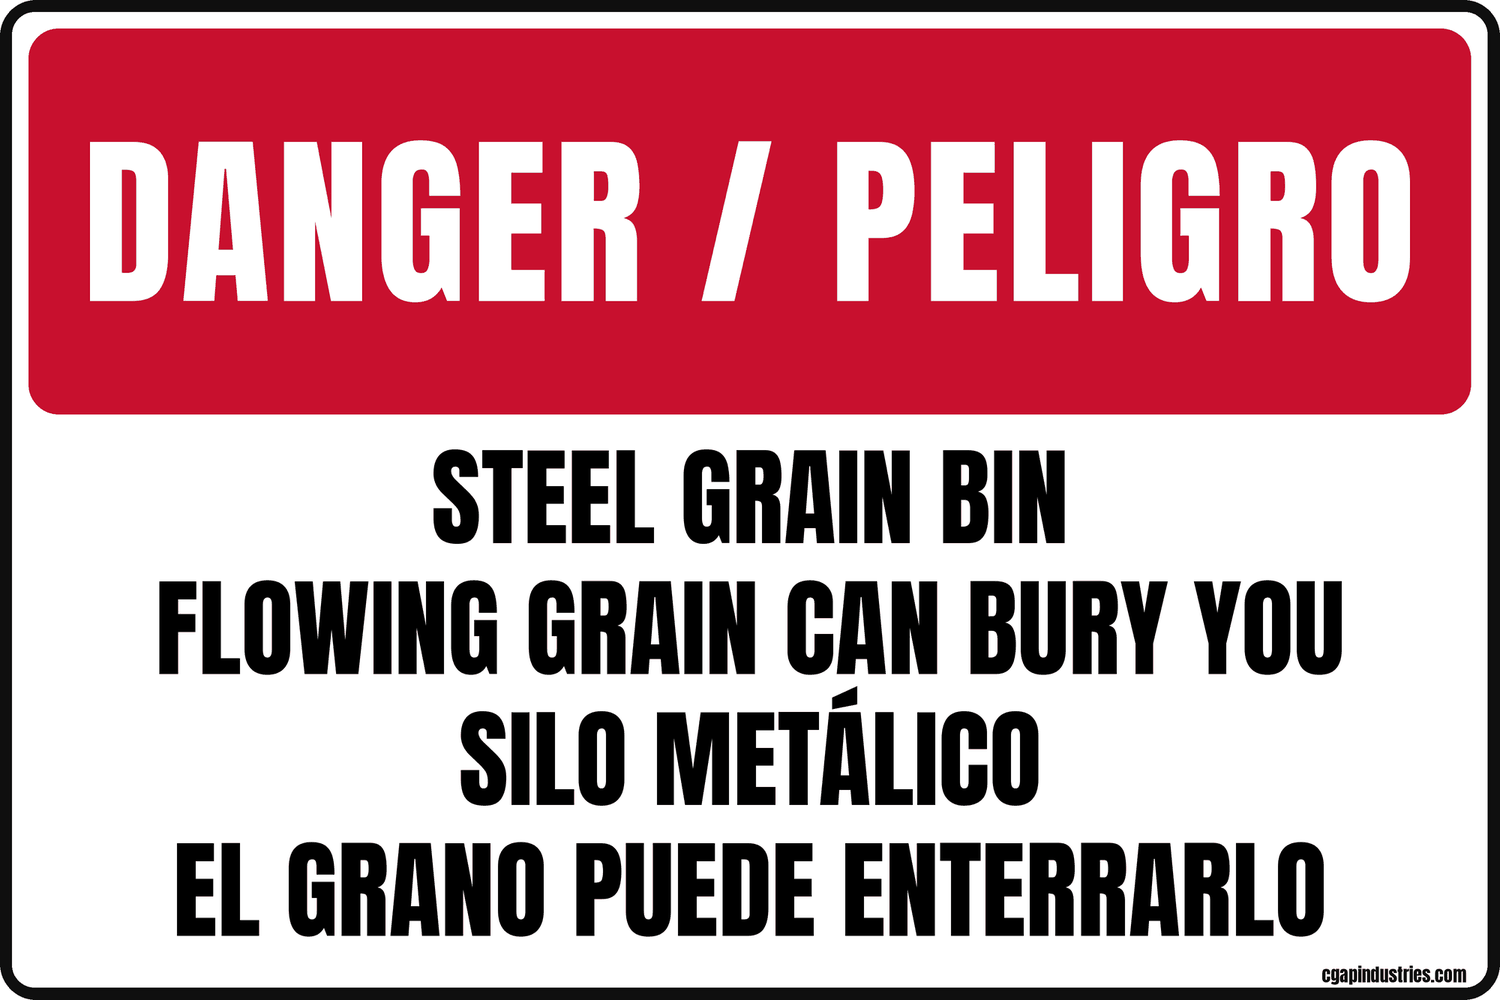 DANGER / PELIGRO
STEEL GRAIN BIN
FLOWING GRAIN CAN BURY YOU
SILO METÁLICO
EL GRANO PUEDE ENTERRARLO
cgapindustries.com